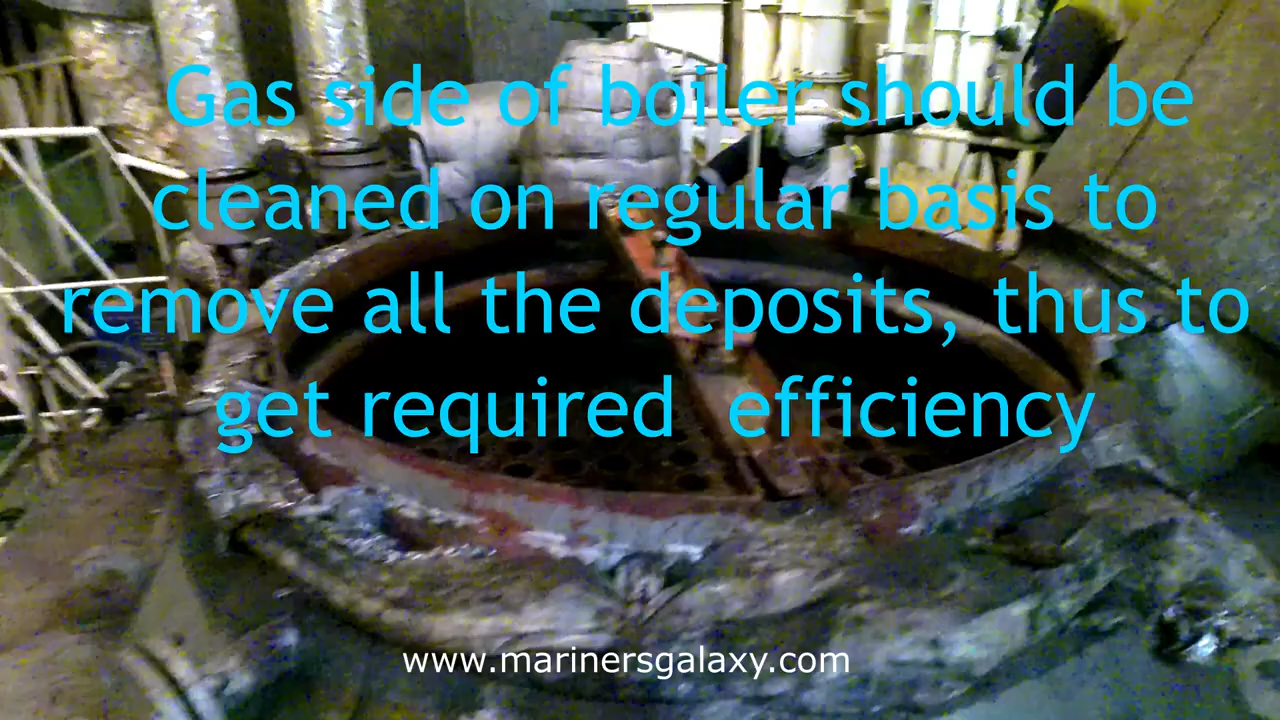 Gas side of boiler should be
cleaned on regular basis to
remove all the deposits, thus to
get required  efficiency
www.marinersgalaxy.com